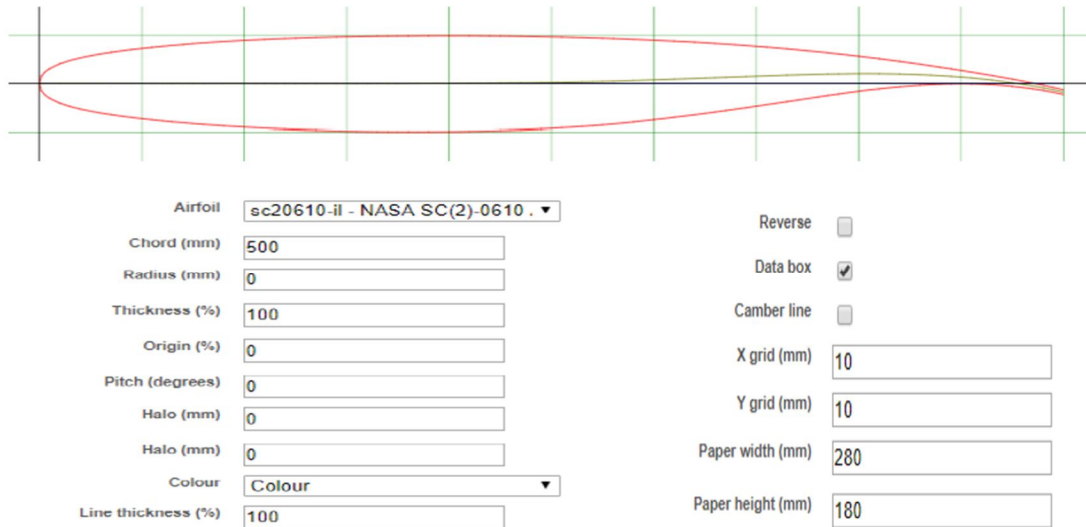 Airfoil sc20610-il - NASA SC(2)-0610 .
Chord (mm) 500
Radius (mm) 0
Thickness (%) 100
Origin (%) 0
Pitch (degrees) 0
Halo (mm) 0
Halo (mm) 0
Colour Colour
Line thickness (%) 100
Reverse
Data box
Camber line
X grid (mm) 10
Y grid (mm) 10
Paper width (mm) 280
Paper height (mm) 180